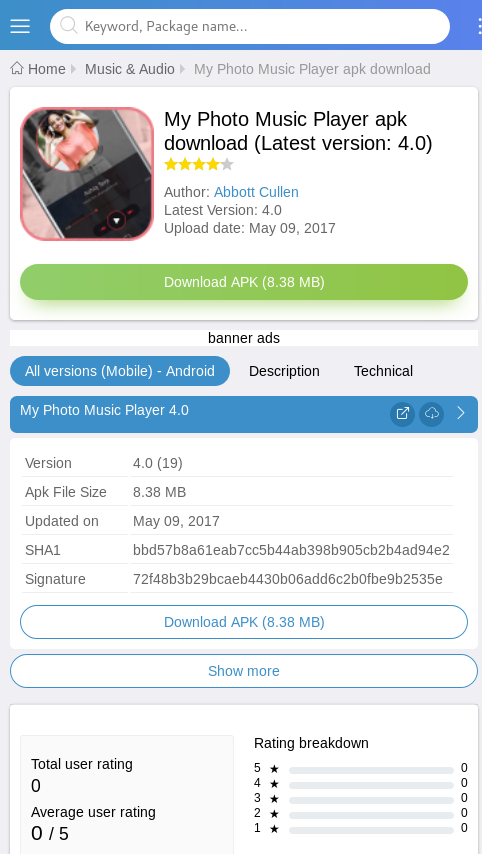 Keyword, Package name...
Home Music & Audio My Photo Music Player apk download
My Photo Music Player apk
download (Latest version: 4.0)
Author: Abbott Cullen
Latest Version: 4.0
Upload date: May 09, 2017
Download APK (8.38 MB)
banner ads
All versions (Mobile) - Android Description Technical
My Photo Music Player 4.0
Version 4.0 (19)
Apk File Size 8.38 MB
Updated on May 09, 2017
SHA1 bbd57b8a61eab7cc5b44ab398b905cb2b4ad94e2
Signature 72f48b3b29bcaeb4430b06add6c2b0fbe9b2535e
Download APK (8.38 MB)
Show more
Total user rating
0
Average user rating
0 / 5
Rating breakdown
5 ★ 0
4 ★ 0
3 ★ 0
2 ★ 0
1 ★ 0